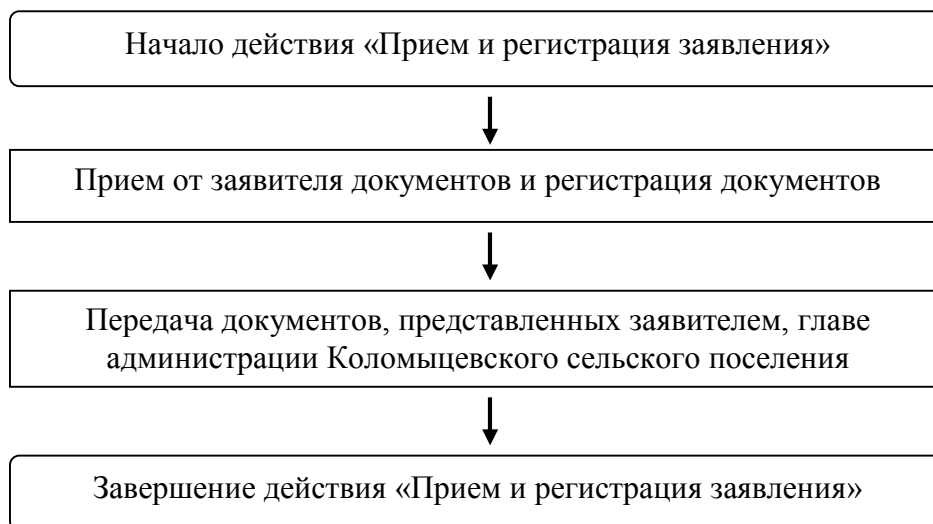 Начало действия «Прием и регистрация заявления»
Прием от заявителя документов и регистрация документов
Передача документов, представленных заявителем, главе
администрации Коломыцевского сельского поселения
Завершение действия «Прием и регистрация заявления»